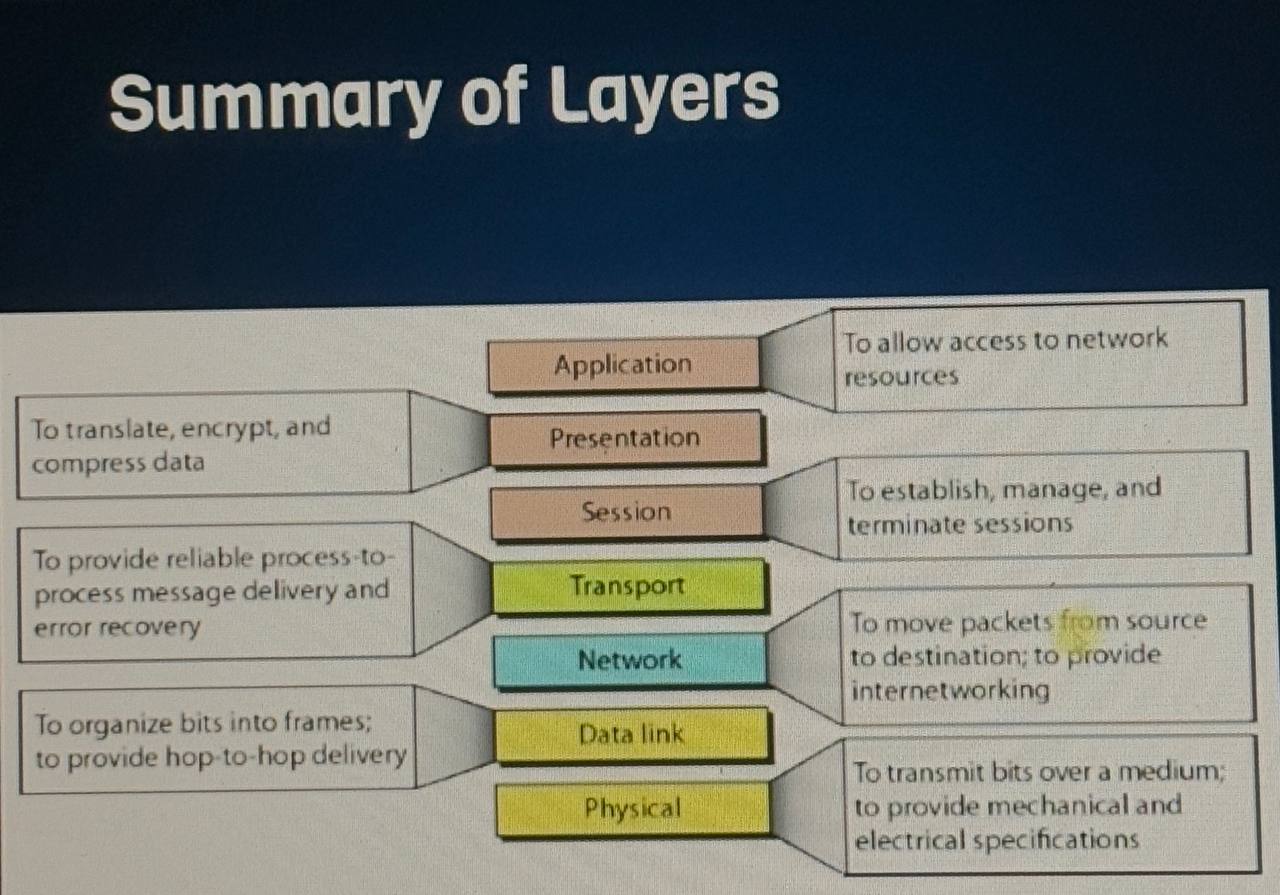 Summary of Layers
Application
To allow access to network
resources
To translate, encrypt, and
compress data
Presentation
Session
To establish, manage, and
terminate sessions
To provide reliable process-to-
process message delivery and
error recovery
Transport
Network
To move packets from source
to destination; to provide
internetworking
To organize bits into frames;
to provide hop-to-hop delivery
Data link
Physical
To transmit bits over a medium;
to provide mechanical and
electrical specifications